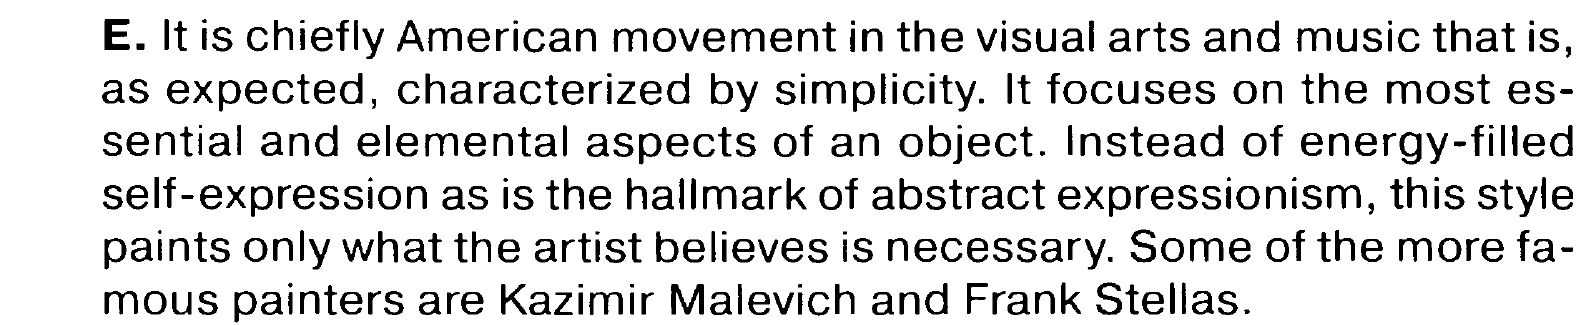 E. It is chiefly American movement in the visual arts and music that is,
as expected, characterized by simplicity. It focuses on the most es-
sential and elemental aspects of an object. Instead of energy-filled
self-expression as is the hallmark of abstract expressionism, this style
paints only what the artist believes is necessary. Some of the more fa-
mous painters are Kazimir Malevich and Frank Stellas.